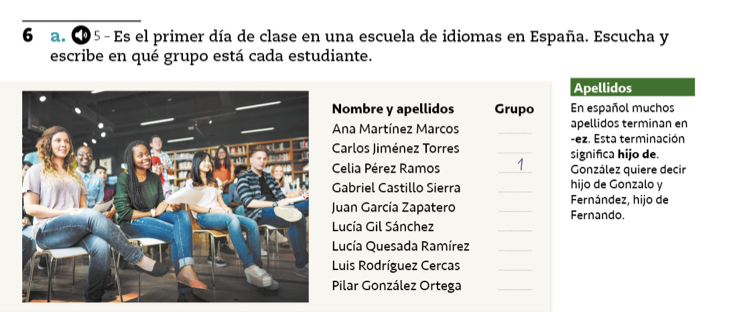 6 a. 5 - Es el primer día de clase en una escuela de idiomas en España. Escucha y
escribe en qué grupo está cada estudiante.
Nombre y apellidos Grupo
Ana Martínez Marcos
Carlos Jiménez Torres
Celia Pérez Ramos 1
Gabriel Castillo Sierra
Juan García Zapatero
Lucía Gil Sánchez
Lucía Quesada Ramírez
Luis Rodríguez Cercas
Pilar González Ortega
Apellidos
En español muchos
apellidos terminan en
-ez. Esta terminación
significa hijo de.
González quiere decir
hijo de Gonzalo y
Fernández, hijo de
Fernando.